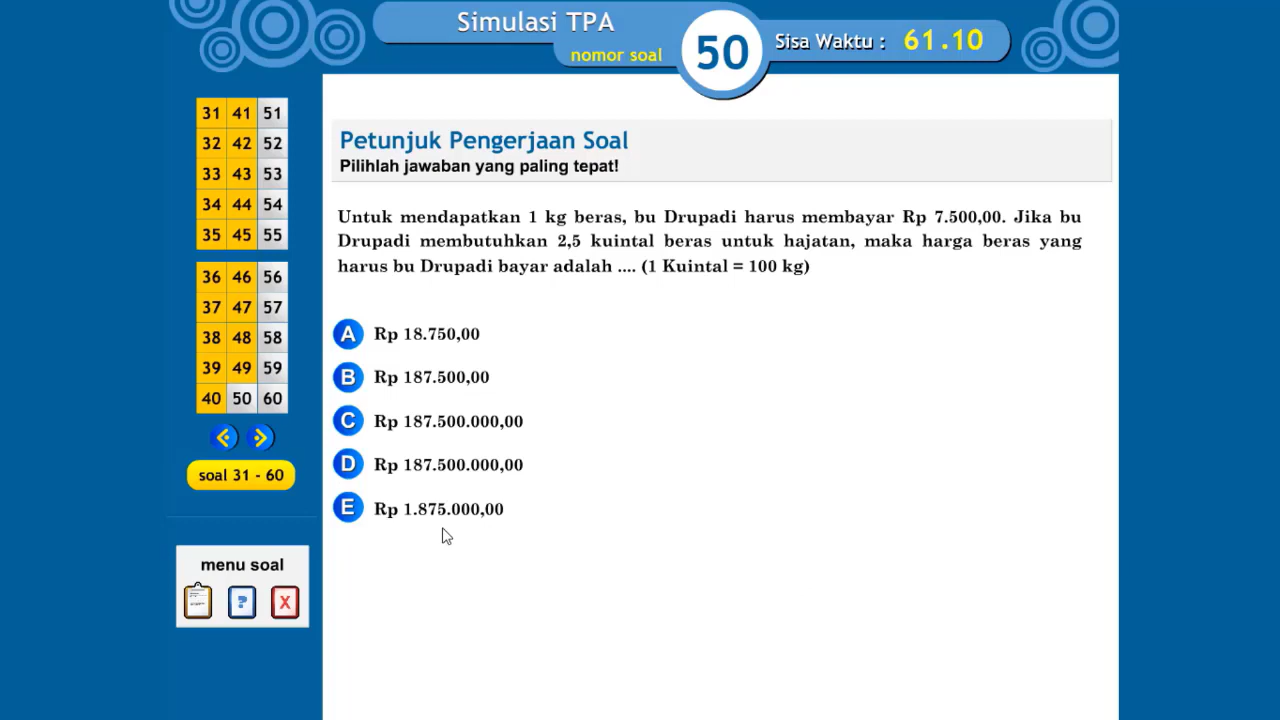 Simulasi TPA
nomor soal
50
Sisa Waktu : 61.10
31 41 51
32 42 52
33 43 53
34 44 54
35 45 55
36 46 56
37 47 57
38 48 58
39 49 59
40 50 60
soal 31 - 60
menu soal
?
X
Petunjuk Pengerjaan Soal
Pilihlah jawaban yang paling tepat!
Untuk mendapatkan 1 kg beras, bu Drupadi harus membayar Rp 7.500,00. Jika bu
Drupadi membutuhkan 2,5 kuintal beras untuk hajatan, maka harga beras yang
harus bu Drupadi bayar adalah .... (1 Kuintal = 100 kg)
A Rp 18.750,00
B Rp 187.500,00
C Rp 187.500.000,00
D Rp 187.500.000,00
E Rp 1.875.000,00